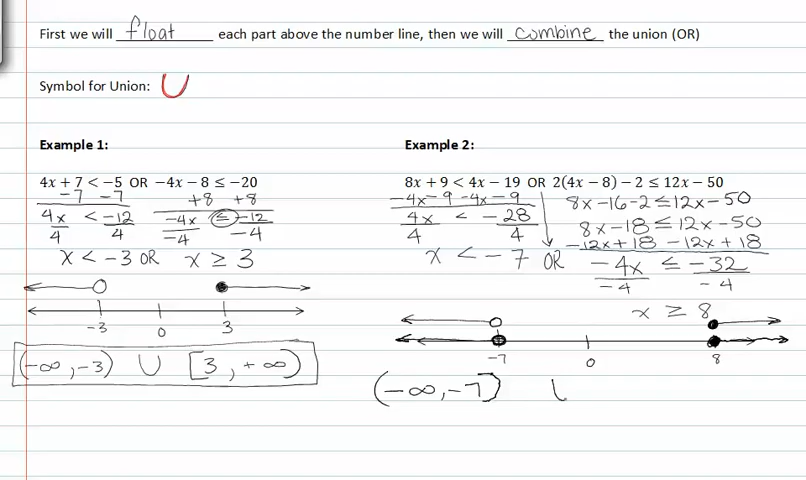 First we will float each part above the number line, then we will combine the union (OR)
Symbol for Union: ∪
Example 1:
4x + 7 < −5 OR −4x − 8 ≤ −20
−7 −7 +8 +8
4x/4 < −12/4 −4x/−4 ≤ −12/−4
x < −3 OR x ≥ 3
−3 0 3
(−∞, −3) ∪ [3, +∞)
Example 2:
8x + 9 < 4x − 19 OR 2(4x − 8) − 2 ≤ 12x − 50
−4x −9 −4x −9 8x −16 −2 ≤ 12x −50
4x/4 < −28/4 8x −18 ≤ 12x −50
−12x +18 −12x +18
x < −7 OR −4x/−4 ≤ −32/−4
x ≥ 8
−7 0 8
(−∞, −7)